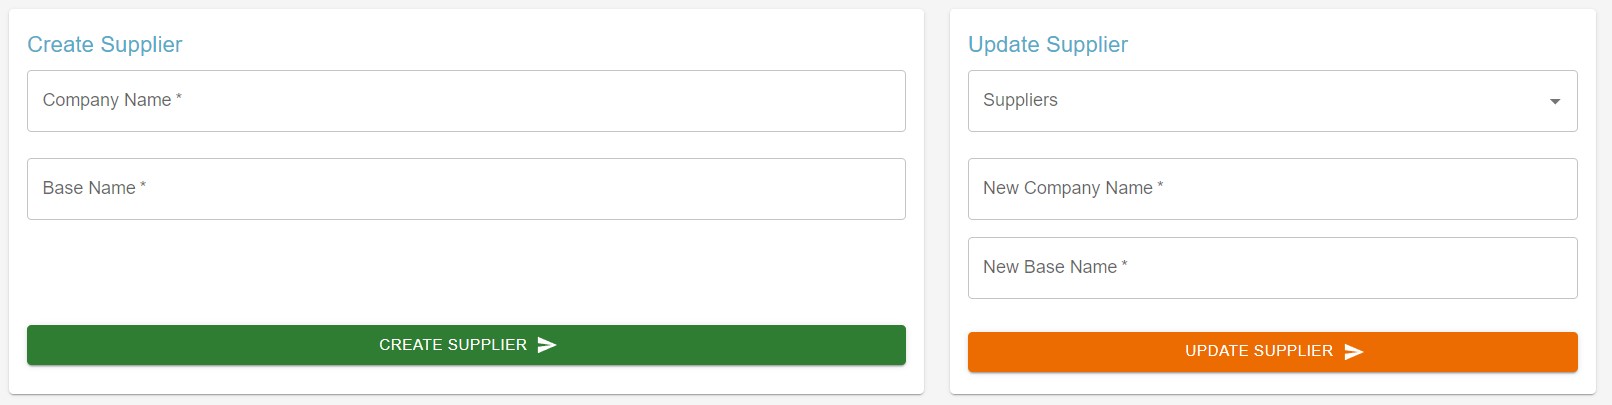 Create Supplier
Company Name *
Base Name *
CREATE SUPPLIER
Update Supplier
Suppliers
New Company Name *
New Base Name *
UPDATE SUPPLIER